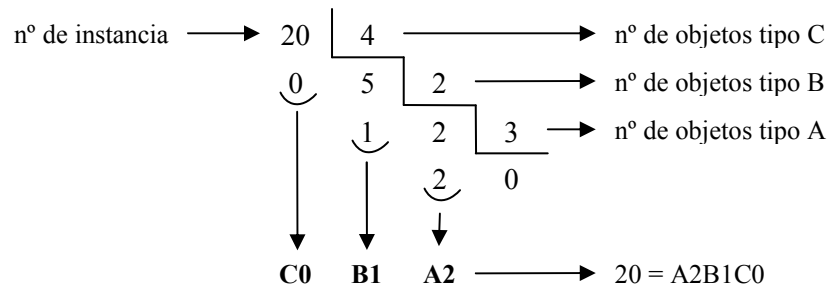 nº de instancia 20 4 nº de objetos tipo C
0 5 2 nº de objetos tipo B
1 2 3 nº de objetos tipo A
2 0
C0 B1 A2 20 = A2B1C0